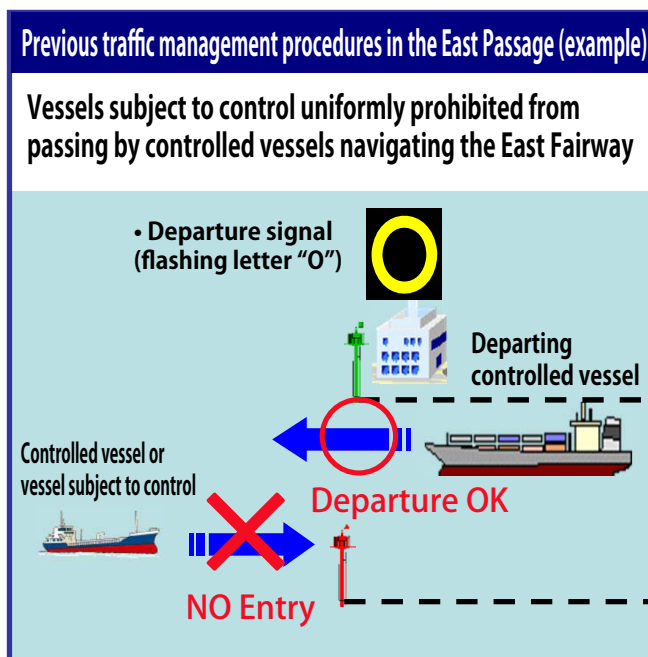 Previous traffic management procedures in the East Passage (example)
Vessels subject to control uniformly prohibited from
passing by controlled vessels navigating the East Fairway
• Departure signal
(flashing letter “O”)
O
Departing
controlled vessel
Controlled vessel or
vessel subject to control
Departure OK
NO Entry